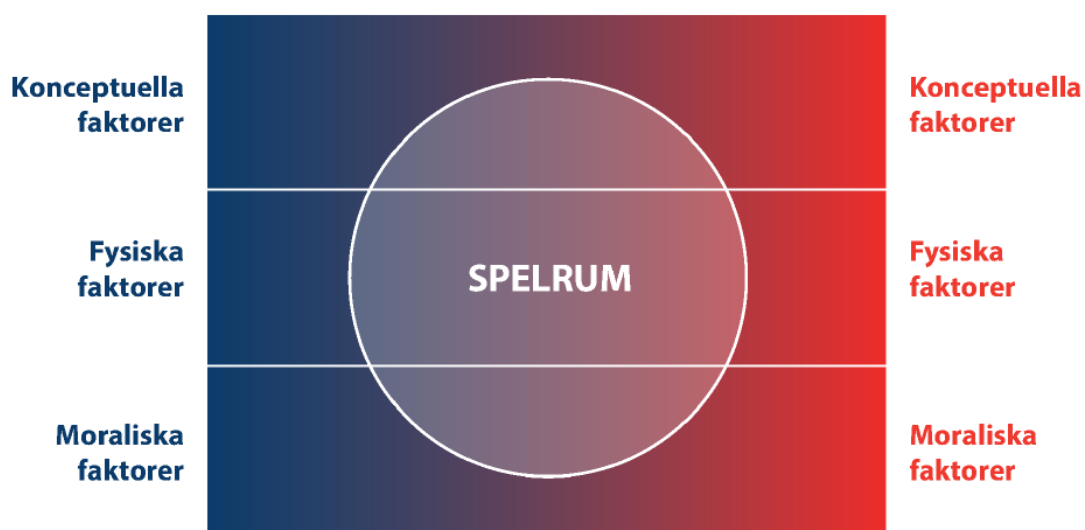 Konceptuella
faktorer
Konceptuella
faktorer
Fysiska
faktorer
SPELRUM
Fysiska
faktorer
Moraliska
faktorer
Moraliska
faktorer